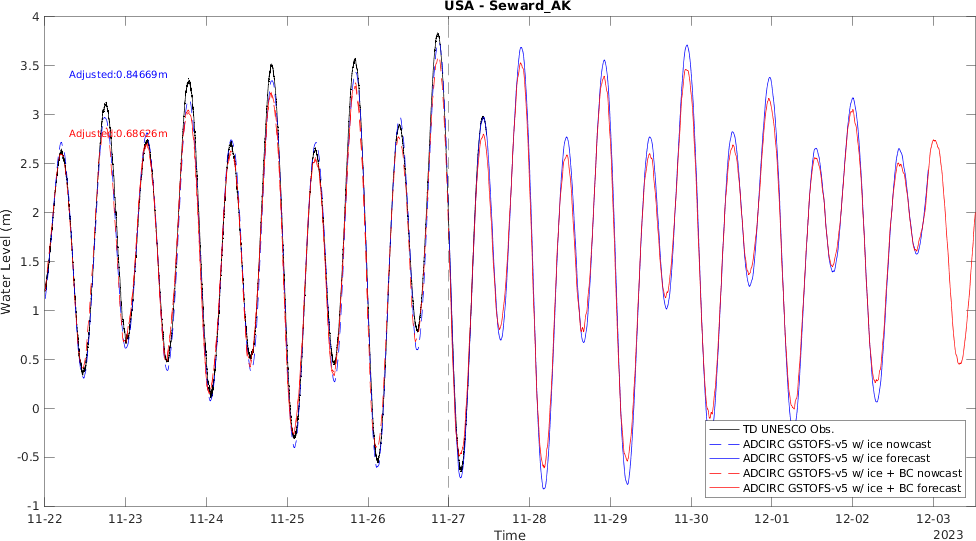 USA - Seward_AK
4
3.5
3
2.5
2
1.5
1
0.5
0
-0.5
-1
Water Level (m)
Adjusted:0.84669m
Adjusted:0.68626m
TD UNESCO Obs.
ADCIRC GSTOFS-v5 w/ ice nowcast
ADCIRC GSTOFS-v5 w/ ice forecast
ADCIRC GSTOFS-v5 w/ ice + BC nowcast
ADCIRC GSTOFS-v5 w/ ice + BC forecast
11-22 11-23 11-24 11-25 11-26 11-27 11-28 11-29 11-30 12-01 12-02 12-03
Time
2023